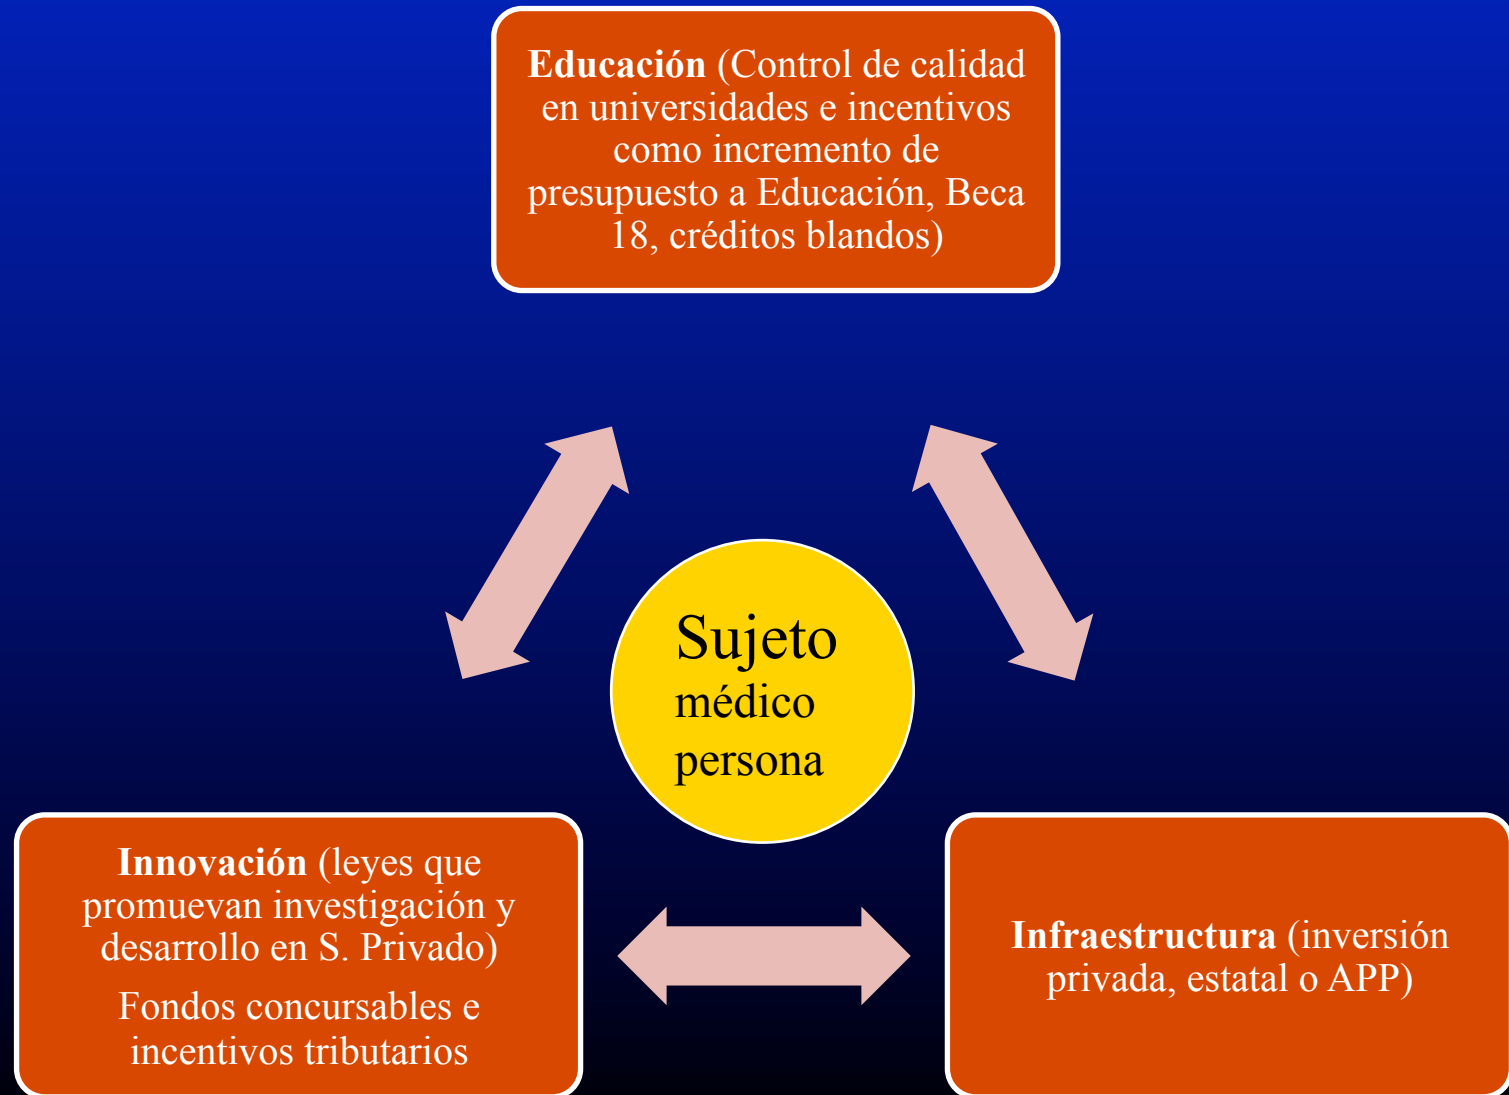 Educación (Control de calidad
en universidades e incentivos
como incremento de
presupuesto a Educación, Beca
18, créditos blandos)
Sujeto
médico
persona
Innovación (leyes que
promuevan investigación y
desarrollo en S. Privado)
Fondos concursables e
incentivos tributarios
Infraestructura (inversión
privada, estatal o APP)